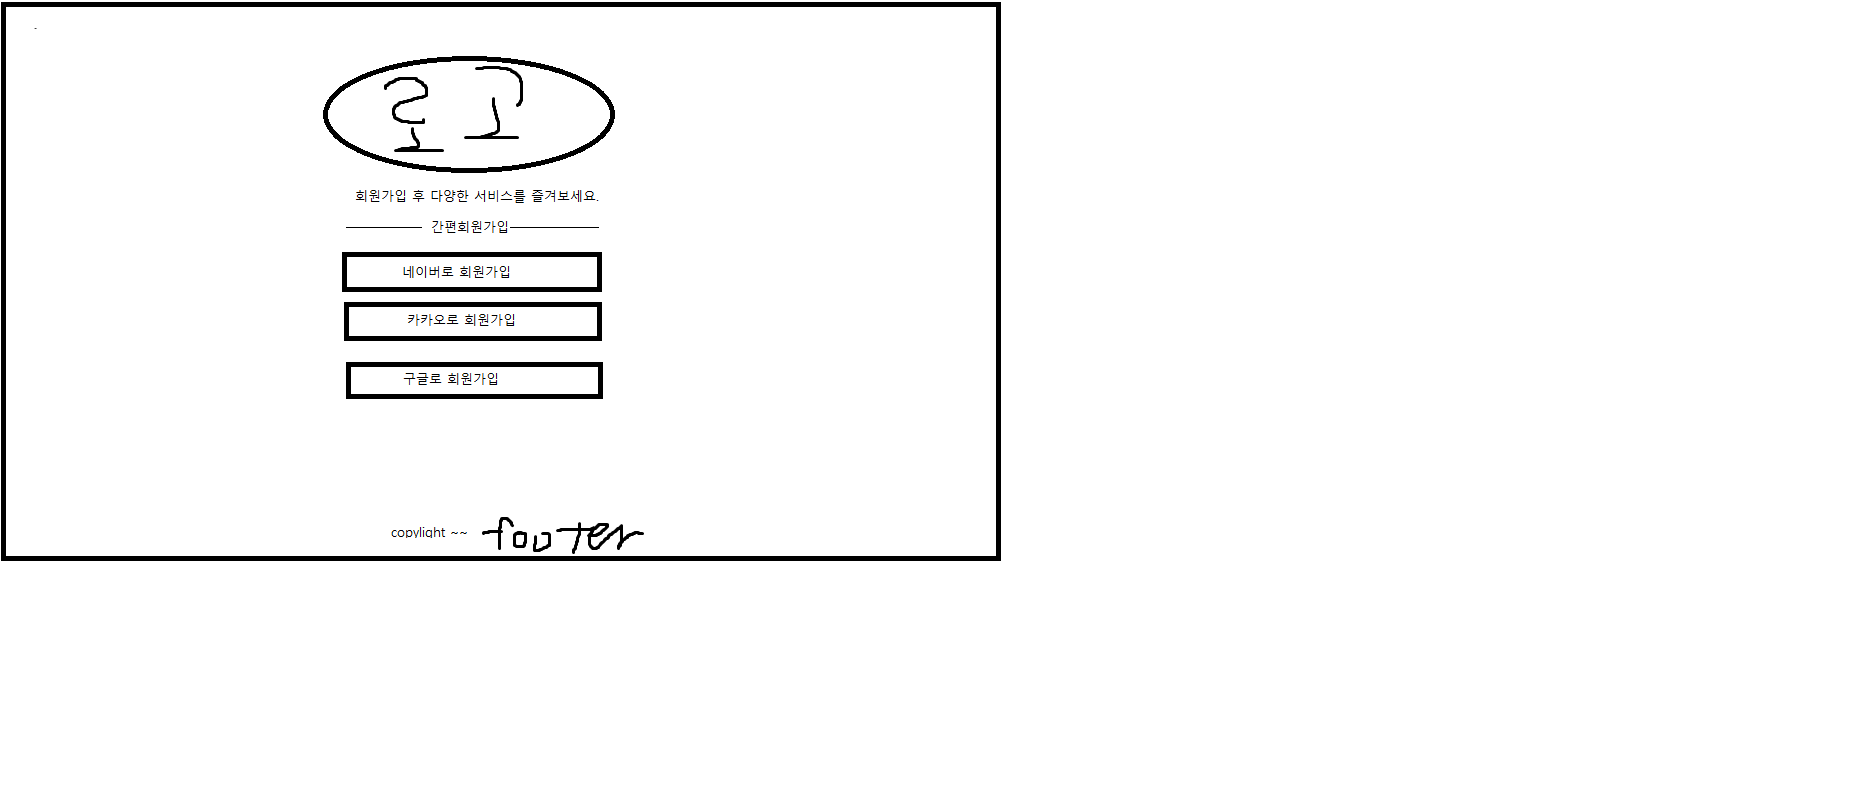 로고
회원가입 후 다양한 서비스를 즐겨보세요.
간편회원가입
네이버로 회원가입
카카오로 회원가입
구글로 회원가입
copylight ~~ footer